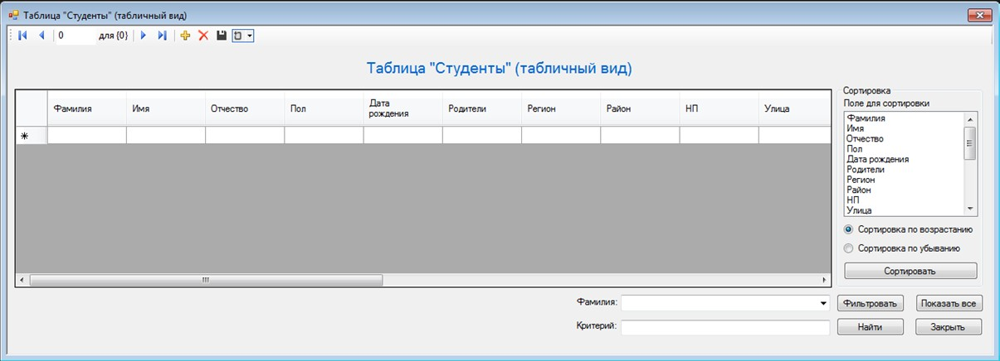 Таблица "Студенты" (табличный вид)
0 для {0}
Таблица "Студенты" (табличный вид)
Фамилия Имя Отчество Пол Дата рождения Родители Регион Район НП Улица
Сортировка
Поле для сортировки
Фамилия
Имя
Отчество
Пол
Дата рождения
Родители
Регион
Район
НП
Улица
Сортировка по возрастанию
Сортировка по убыванию
Сортировать
Фамилия: Фильтровать Показать все
Критерий: Найти Закрыть